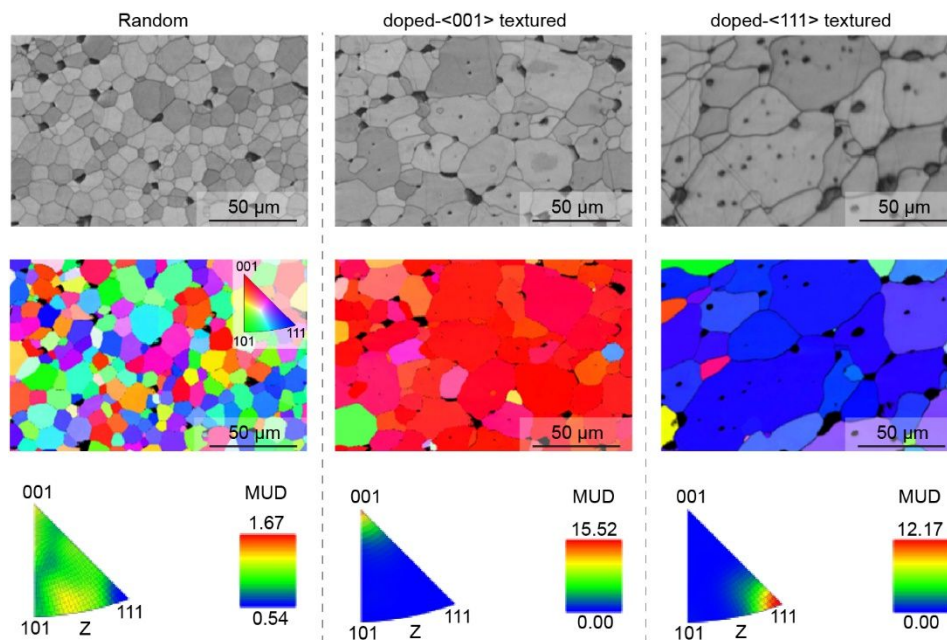 Random
doped-<001> textured
doped-<111> textured
50 µm
50 µm
50 µm
001
101
111
50 µm
50 µm
50 µm
001
MUD
1.67
0.54
101
Z
111
001
MUD
15.52
0.00
101
Z
111
001
MUD
12.17
0.00
101
Z
111